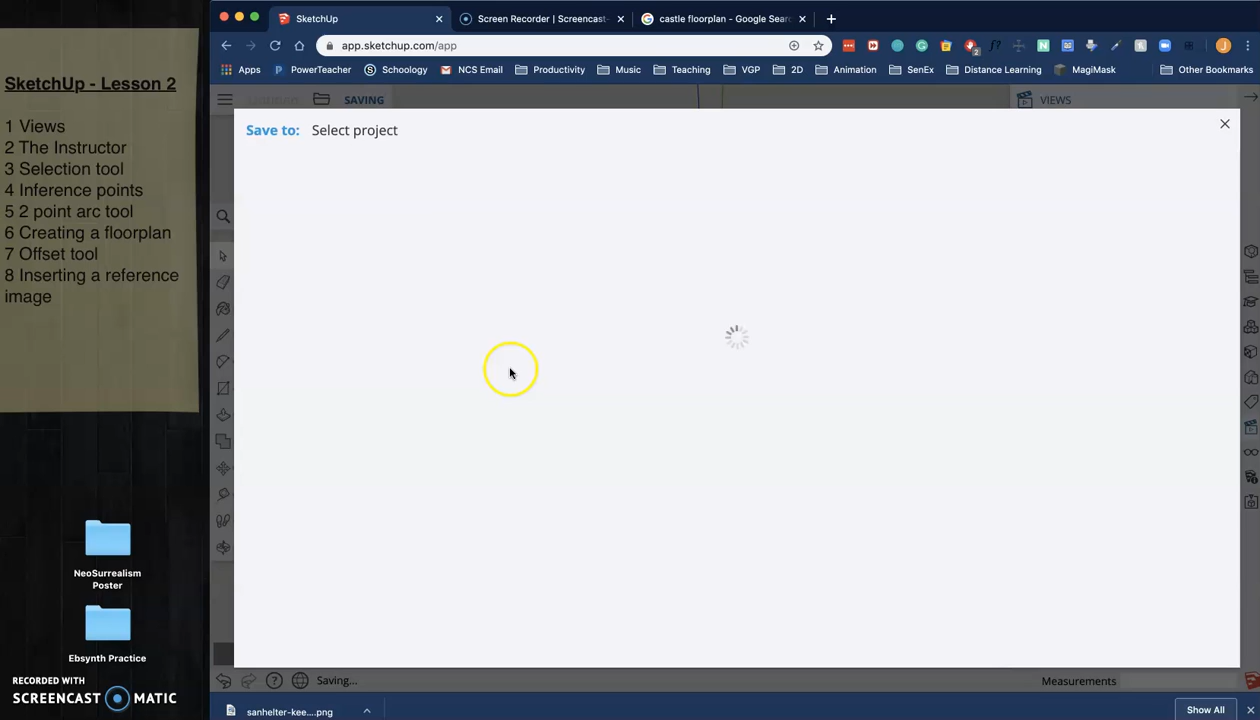 SketchUp
Screen Recorder | Screencast-
castle floorplan - Google Sear
app.sketchup.com/app
2
J
Apps
PowerTeacher
Schoology
NCS Email
Productivity
Music
Teaching
VGP
2D
Animation
SenEx
Distance Learning
MagiMask
Other Bookmarks
SketchUp - Lesson 2
SAVING
VIEWS
1 Views
2 The Instructor
3 Selection tool
4 Inference points
5 2 point arc tool
6 Creating a floorplan
7 Offset tool
8 Inserting a reference
image
Save to: Select project
NeoSurrealism
Poster
Ebsynth Practice
RECORDED WITH
SCREENCAST MATIC
Saving...
Measurements
sanhelter-kee....png
Show All